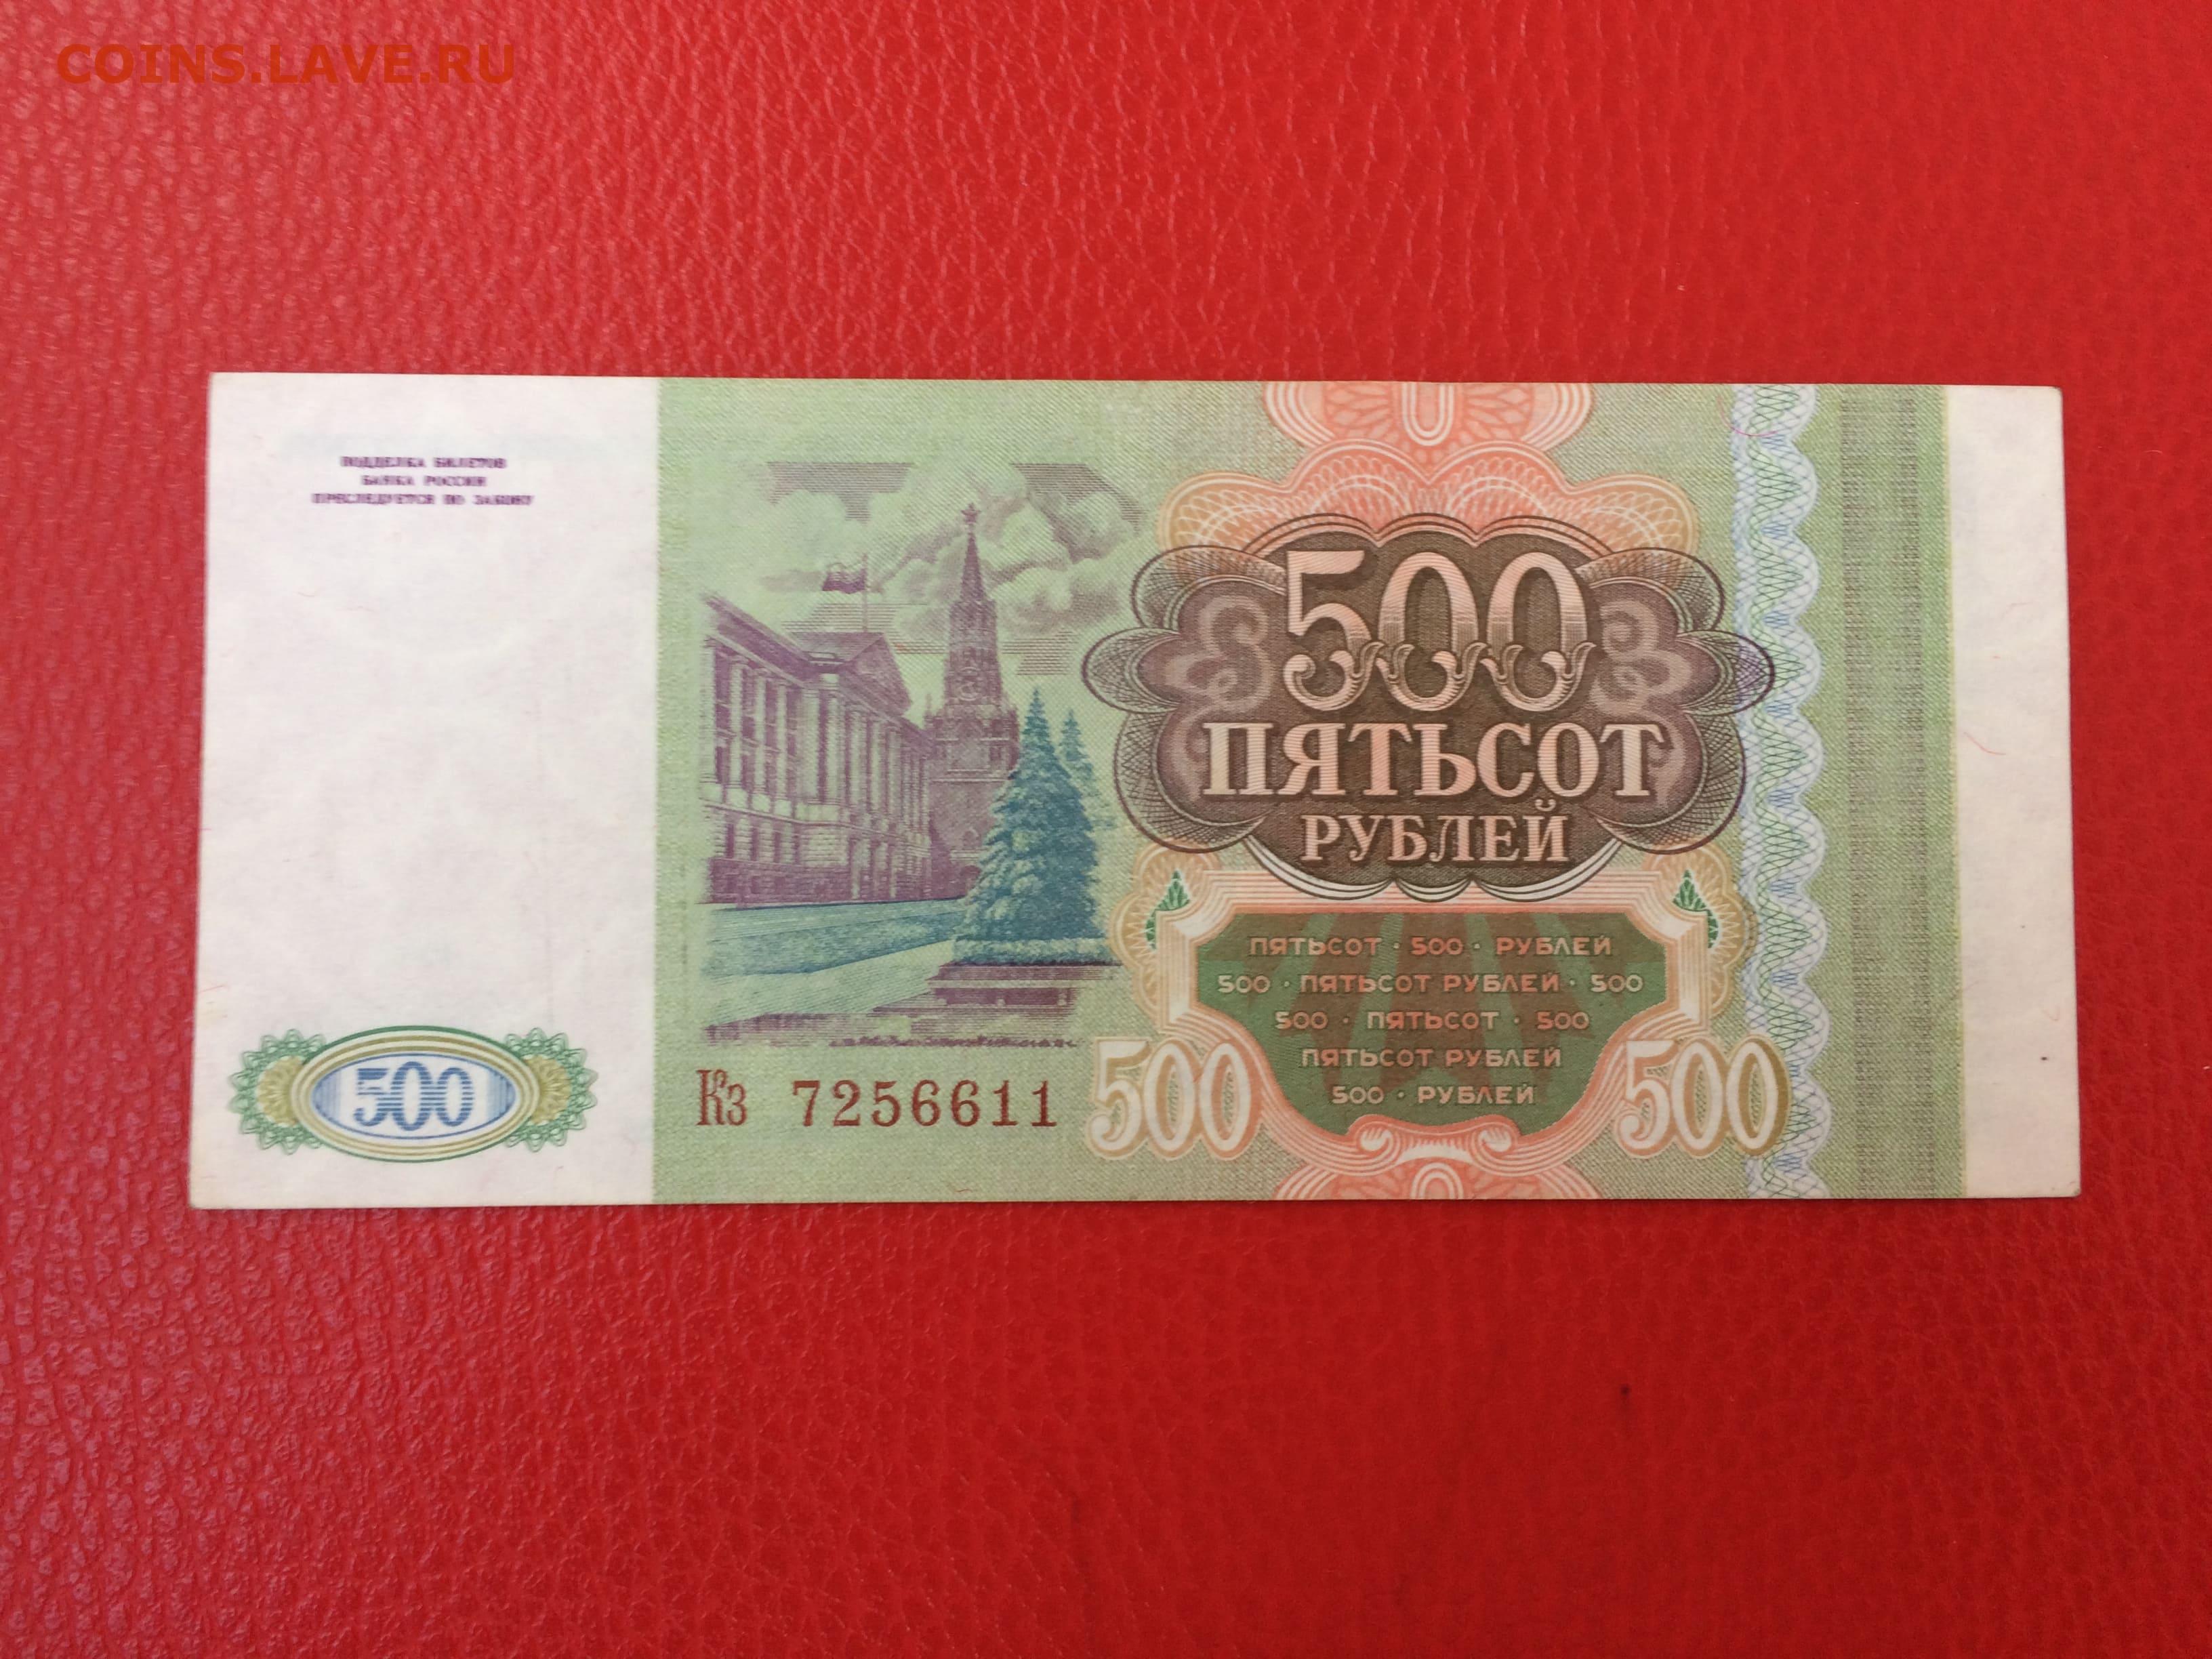 COINS.LAVE.RU
ПОДДЕЛКА БИЛЕТОВ
БАНКА РОССИИ
ПРЕСЛЕДУЕТСЯ ПО ЗАКОНУ
500
ПЯТЬСОТ
РУБЛЕЙ
ПЯТЬСОТ · 500 · РУБЛЕЙ
500 · ПЯТЬСОТ РУБЛЕЙ · 500
500 · ПЯТЬСОТ · 500
ПЯТЬСОТ РУБЛЕЙ
500 · РУБЛЕЙ
500
Кз 7256611
500
500